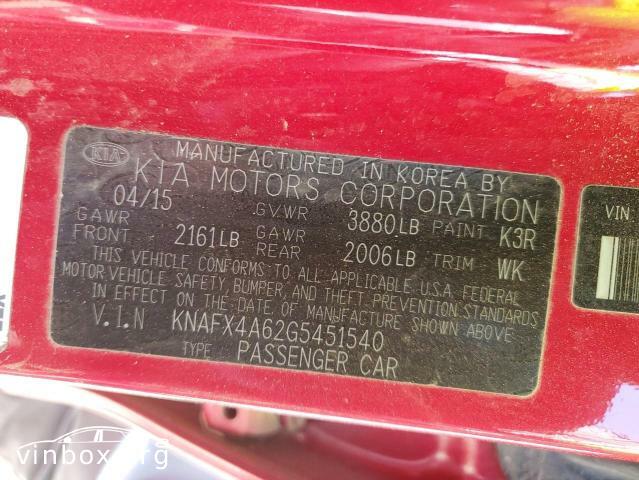 KIA MANUFACTURED IN KOREA BY
KIA MOTORS CORPORATION
04/15 GVWR 3880LB PAINT K3R
GAWR FRONT 2161LB GAWR REAR 2006LB TRIM WK
THIS VEHICLE CONFORMS TO ALL APPLICABLE U.S.A. FEDERAL
MOTOR VEHICLE SAFETY, BUMPER, AND THEFT PREVENTION STANDARDS
IN EFFECT ON THE DATE OF MANUFACTURE SHOWN ABOVE
V.I.N KNAFX4A62G5451540
TYPE PASSENGER CAR
VIN
vinbox.org